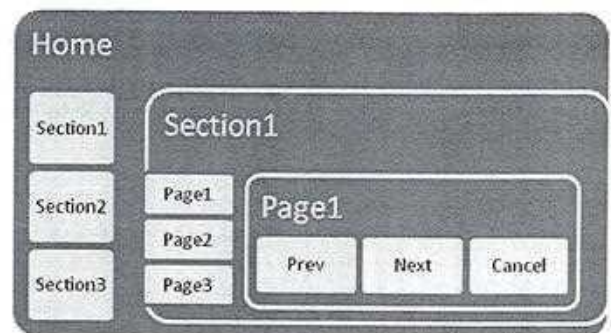 Home
Section1
Section2
Section3
Section1
Page1
Page2
Page3
Page1
Prev
Next
Cancel